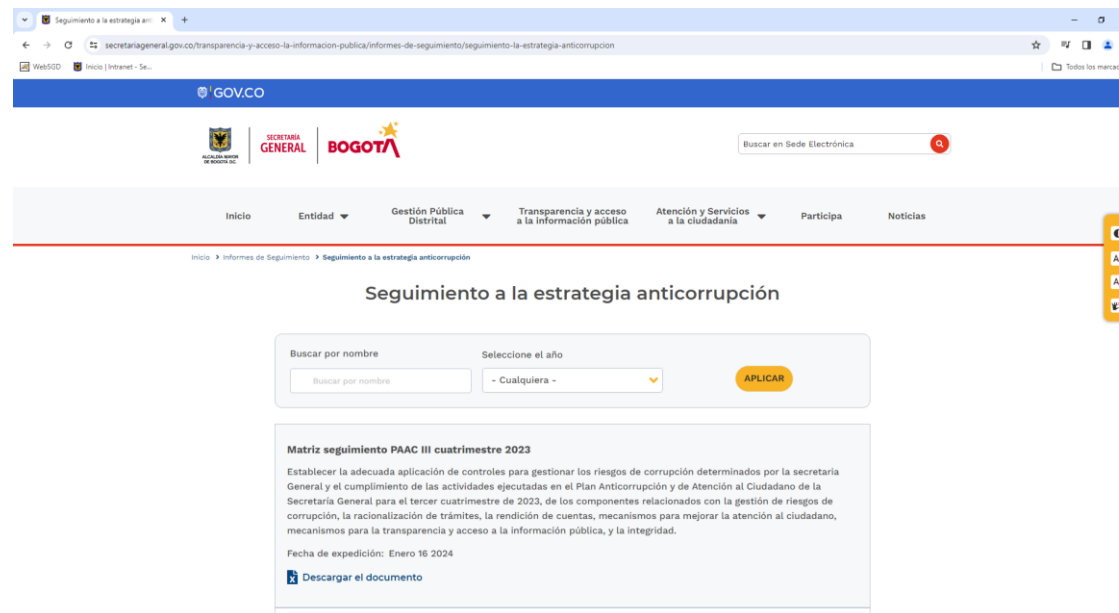 Seguimiento a la estrategia ant
secretariageneral.gov.co/transparencia-y-acceso-la-informacion-publica/informes-de-seguimiento/seguimiento-la-estrategia-anticorrupcion
WebSGD Inicio | Intranet - Se...
Todos los marcad
GOV.CO
ALCALDÍA MAYOR
DE BOGOTÁ D.C.
SECRETARÍA
GENERAL
BOGOTÁ
Buscar en Sede Electrónica
Inicio Entidad Gestión Pública Distrital Transparencia y acceso a la información pública Atención y Servicios a la ciudadanía Participa Noticias
Inicio > Informes de Seguimiento > Seguimiento a la estrategia anticorrupción
Seguimiento a la estrategia anticorrupción
Buscar por nombre Seleccione el año
Buscar por nombre - Cualquiera - APLICAR
Matriz seguimiento PAAC III cuatrimestre 2023
Establecer la adecuada aplicación de controles para gestionar los riesgos de corrupción determinados por la secretaría
General y el cumplimiento de las actividades ejecutadas en el Plan Anticorrupción y de Atención al Ciudadano de la
Secretaría General para el tercer cuatrimestre de 2023, de los componentes relacionados con la gestión de riesgos de
corrupción, la racionalización de trámites, la rendición de cuentas, mecanismos para mejorar la atención al ciudadano,
mecanismos para la transparencia y acceso a la información pública, y la integridad.
Fecha de expedición: Enero 16 2024
Descargar el documento